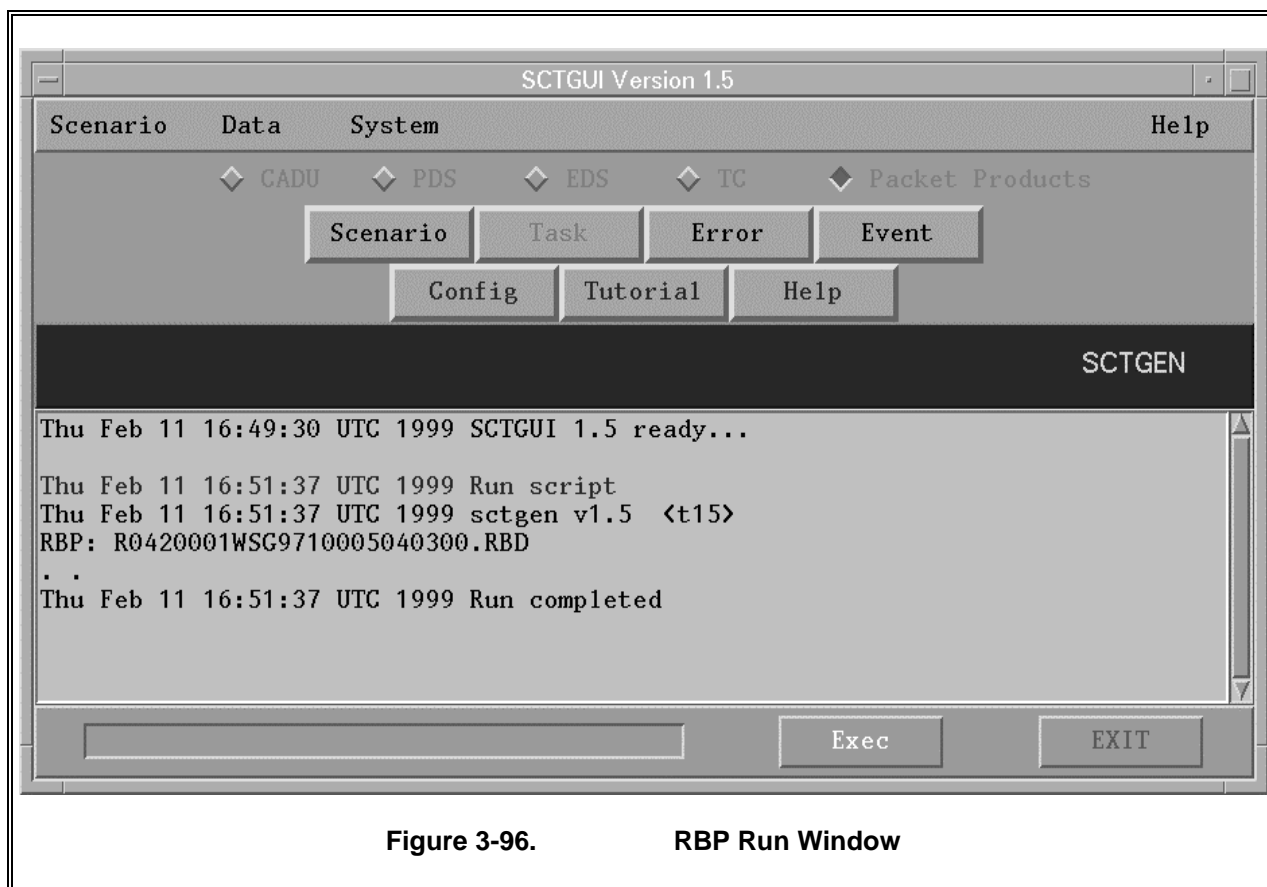 SCTGUI Version 1.5
Scenario Data System Help
CADU PDS EDS TC Packet Products
Scenario Task Error Event
Config Tutorial Help
SCTGEN
Thu Feb 11 16:49:30 UTC 1999 SCTGUI 1.5 ready...
Thu Feb 11 16:51:37 UTC 1999 Run script
Thu Feb 11 16:51:37 UTC 1999 sctgen v1.5 <t15>
RBP: R0420001WSG9710005040300.RBD
. .
Thu Feb 11 16:51:37 UTC 1999 Run completed
Exec EXIT
Figure 3-96. RBP Run Window